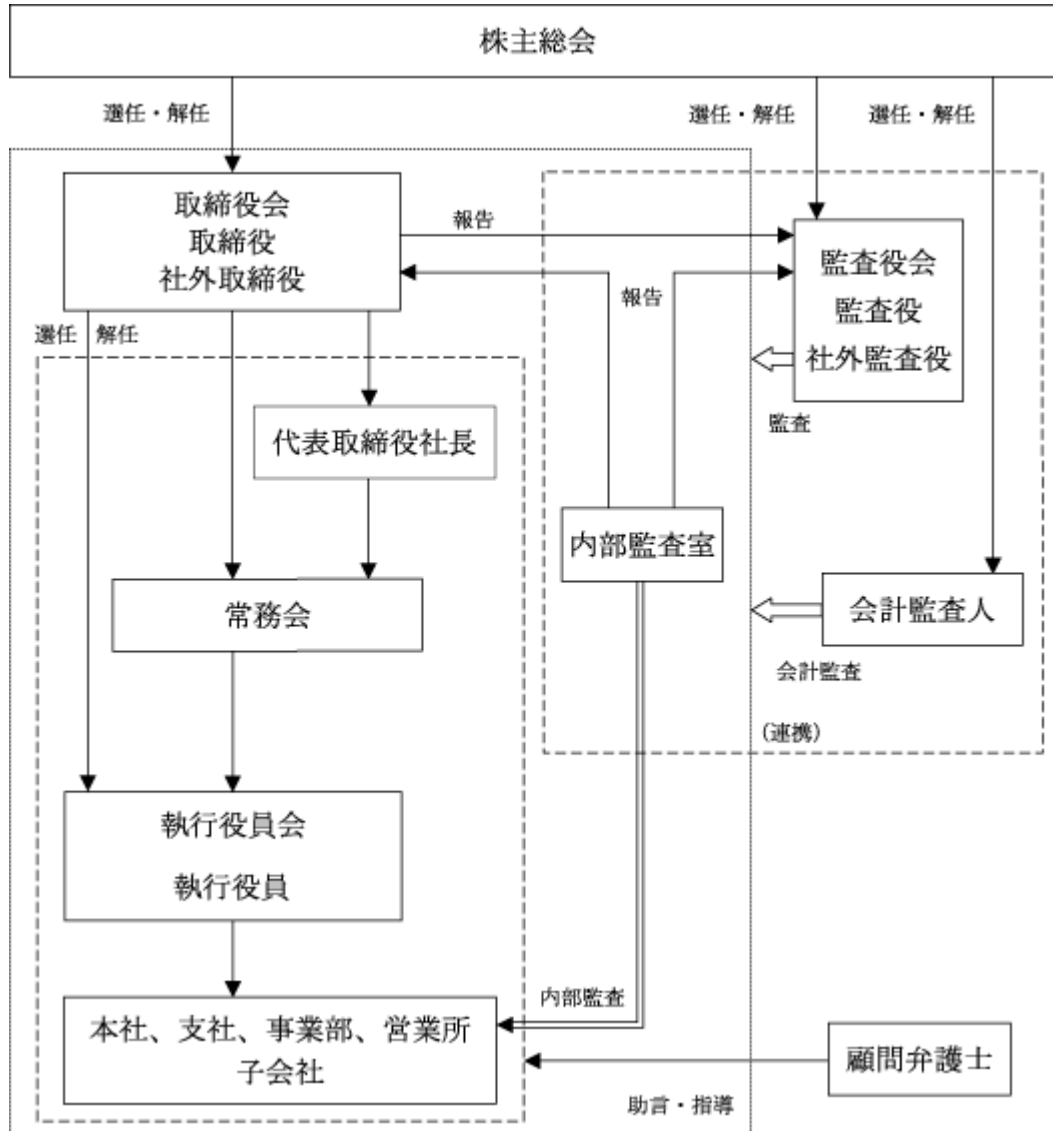 株主総会
選任・解任
選任・解任
選任・解任
取締役会
取締役
社外取締役
報告
報告
監査役会
監査役
社外監査役
選任
解任
監査
代表取締役社長
内部監査室
常務会
会計監査人
会計監査
(連携)
執行役員会
執行役員
内部監査
本社、支社、事業部、営業所
子会社
顧問弁護士
助言・指導